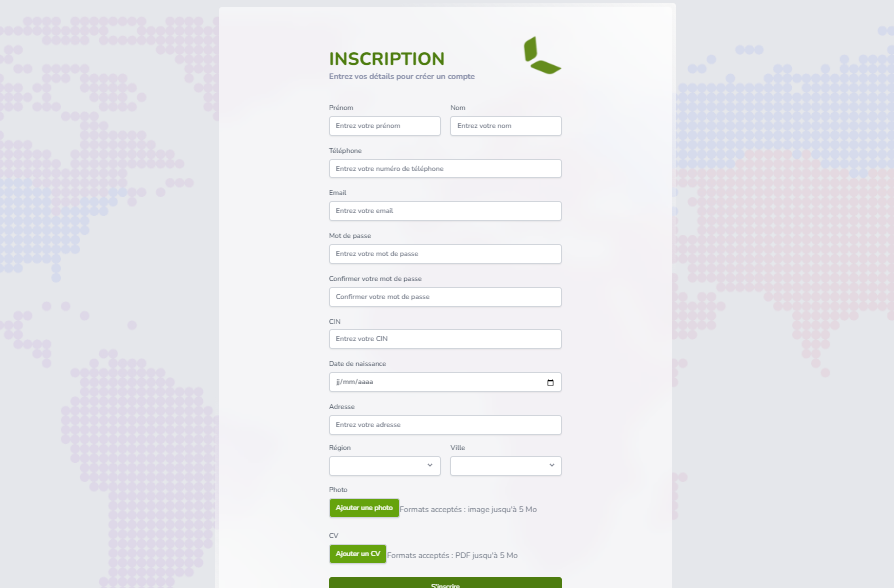 INSCRIPTION
Entrez vos détails pour créer un compte
Prénom Nom
Entrez votre prénom Entrez votre nom
Téléphone
Entrez votre numéro de téléphone
Email
Entrez votre email
Mot de passe
Entrez votre mot de passe
Confirmer votre mot de passe
Confirmer votre mot de passe
CIN
Entrez votre CIN
Date de naissance
jj/mm/aaaa
Adresse
Entrez votre adresse
Région Ville
Photo
Ajouter une photo Formats acceptés : image jusqu'à 5 Mo
CV
Ajouter un CV Formats acceptés : PDF jusqu'à 5 Mo
S'inscrire